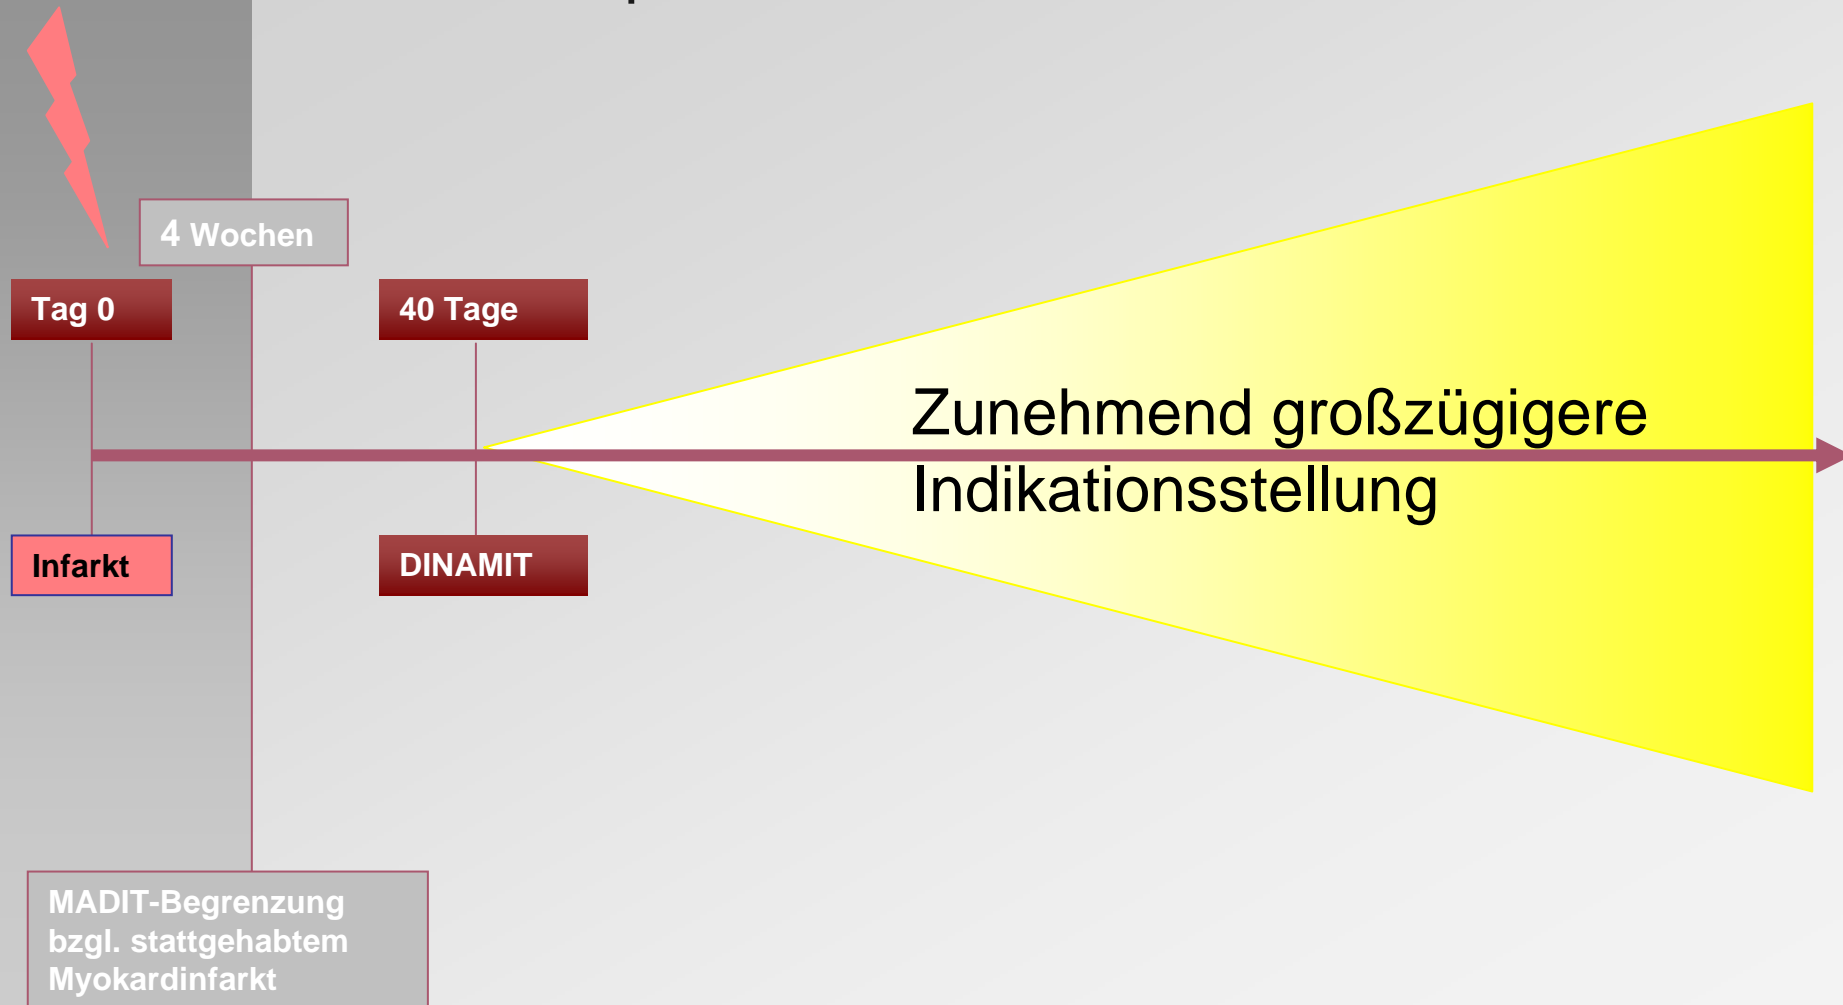 4 Wochen
Tag 0
40 Tage
Zunehmend großzügigere
Indikationsstellung
Infarkt
DINAMIT
MADIT-Begrenzung
bzgl. stattgehabtem
Myokardinfarkt